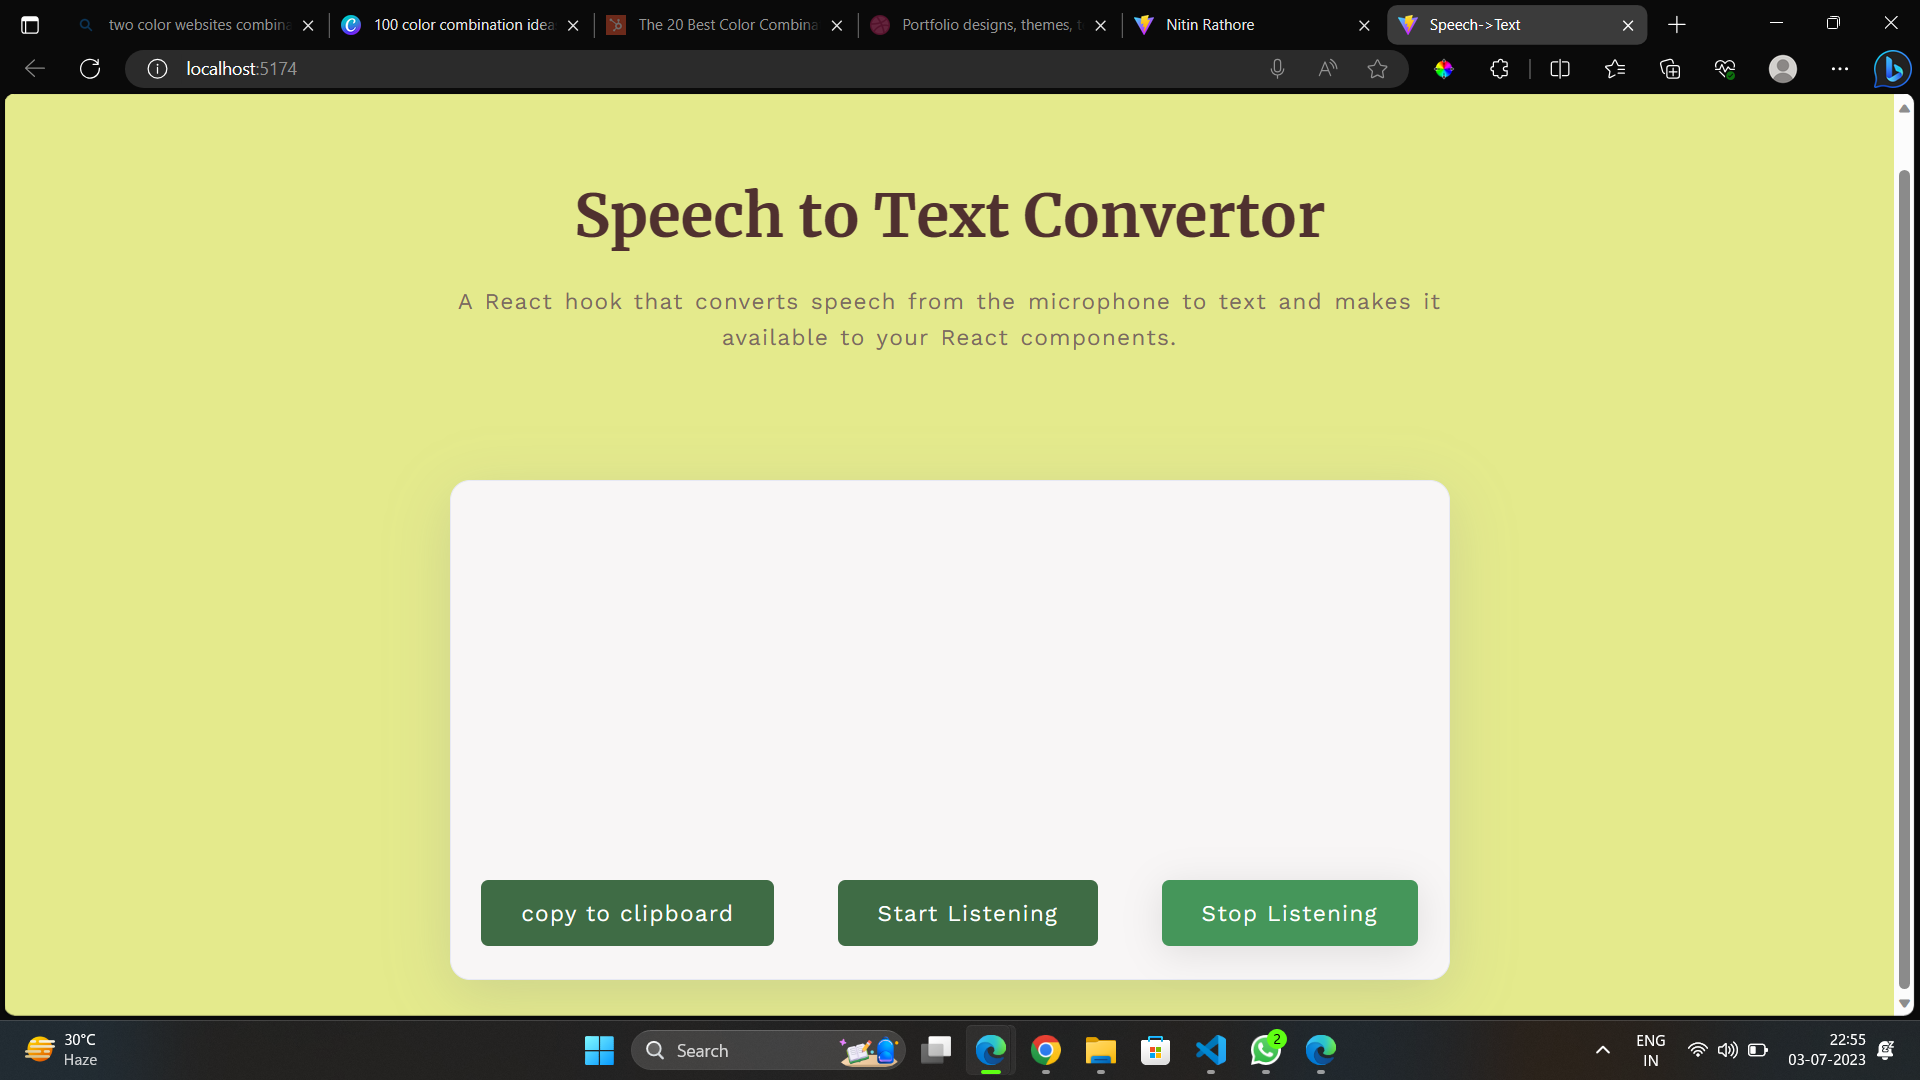 two color websites combina
100 color combination idea
The 20 Best Color Combina
Portfolio designs, themes, t
Nitin Rathore
Speech->Text
localhost:5174
Speech to Text Convertor
A React hook that converts speech from the microphone to text and makes it
available to your React components.
copy to clipboard
Start Listening
Stop Listening
30°C
Haze
Search
2
ENG
IN
22:55
03-07-2023